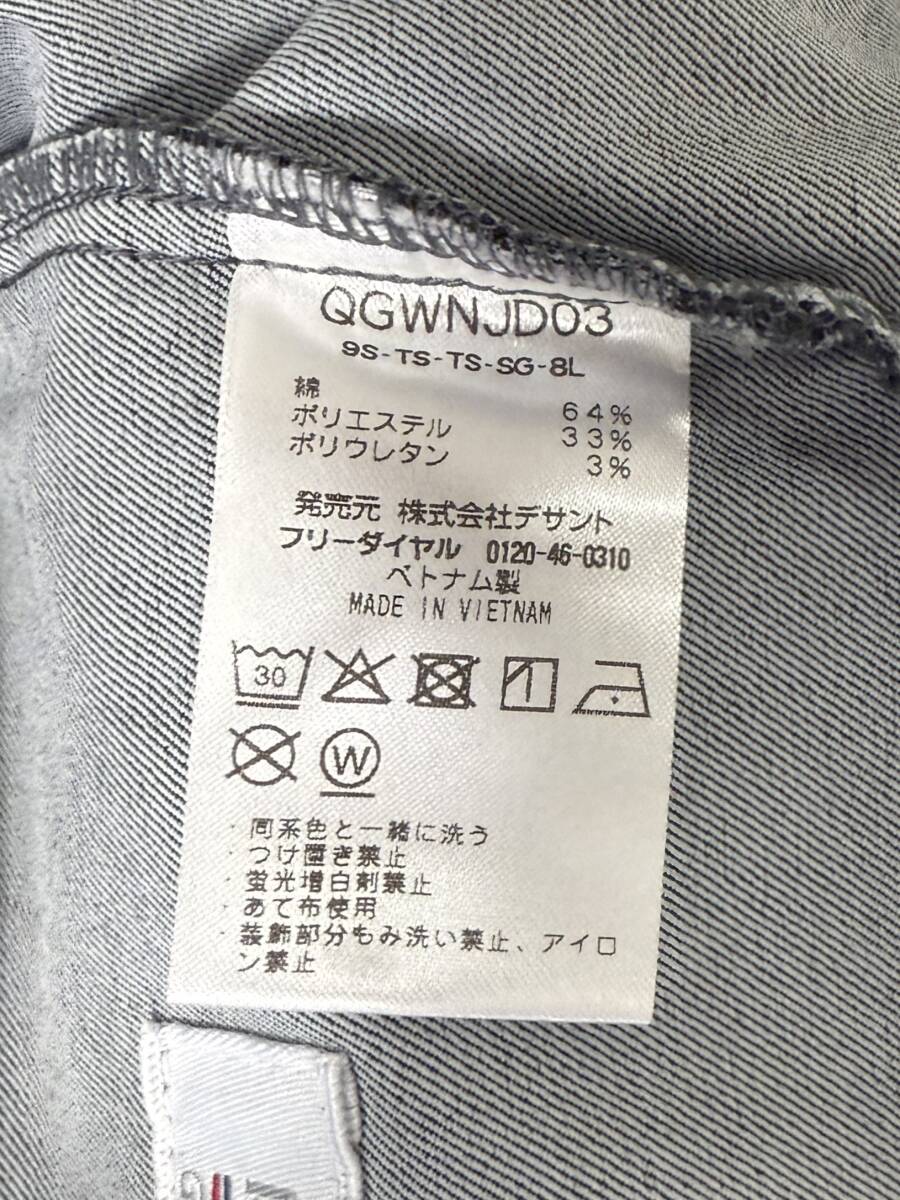 QGWNJD03
9S-TS-TS-SG-8L
綿 64%
ポリエステル 33%
ポリウレタン 3%
発売元 株式会社デサント
フリーダイヤル 0120-46-0310
ベトナム製
MADE IN VIETNAM
30
W
・同系色と一緒に洗う
・つけ置き禁止
・蛍光増白剤禁止
・あて布使用
・装飾部分もみ洗い禁止、アイロ
ン禁止